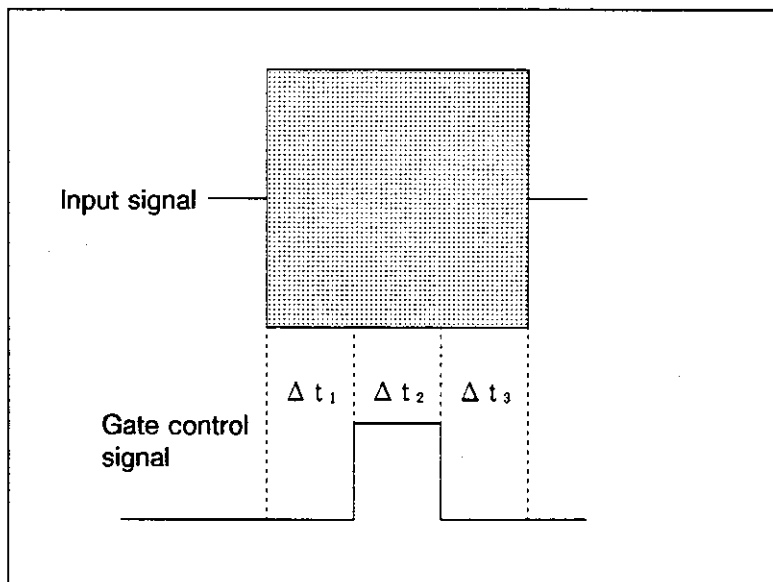 Input signal
Δ t₁ Δ t₂ Δ t₃
Gate control
signal